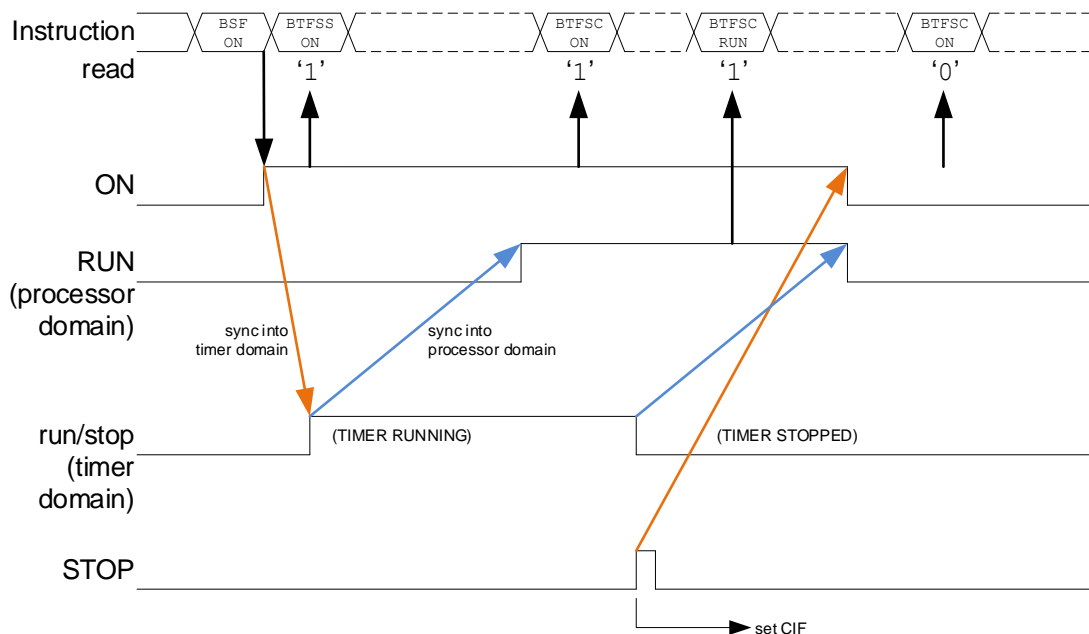 Instruction
BSF
ON
BTFSS
ON
BTFSC
ON
BTFSC
RUN
BTFSC
ON
read
‘1’
‘1’
‘1’
‘0’
ON
RUN
(processor
domain)
sync into
timer domain
sync into
processor domain
run/stop
(timer
domain)
(TIMER RUNNING)
(TIMER STOPPED)
STOP
set CIF